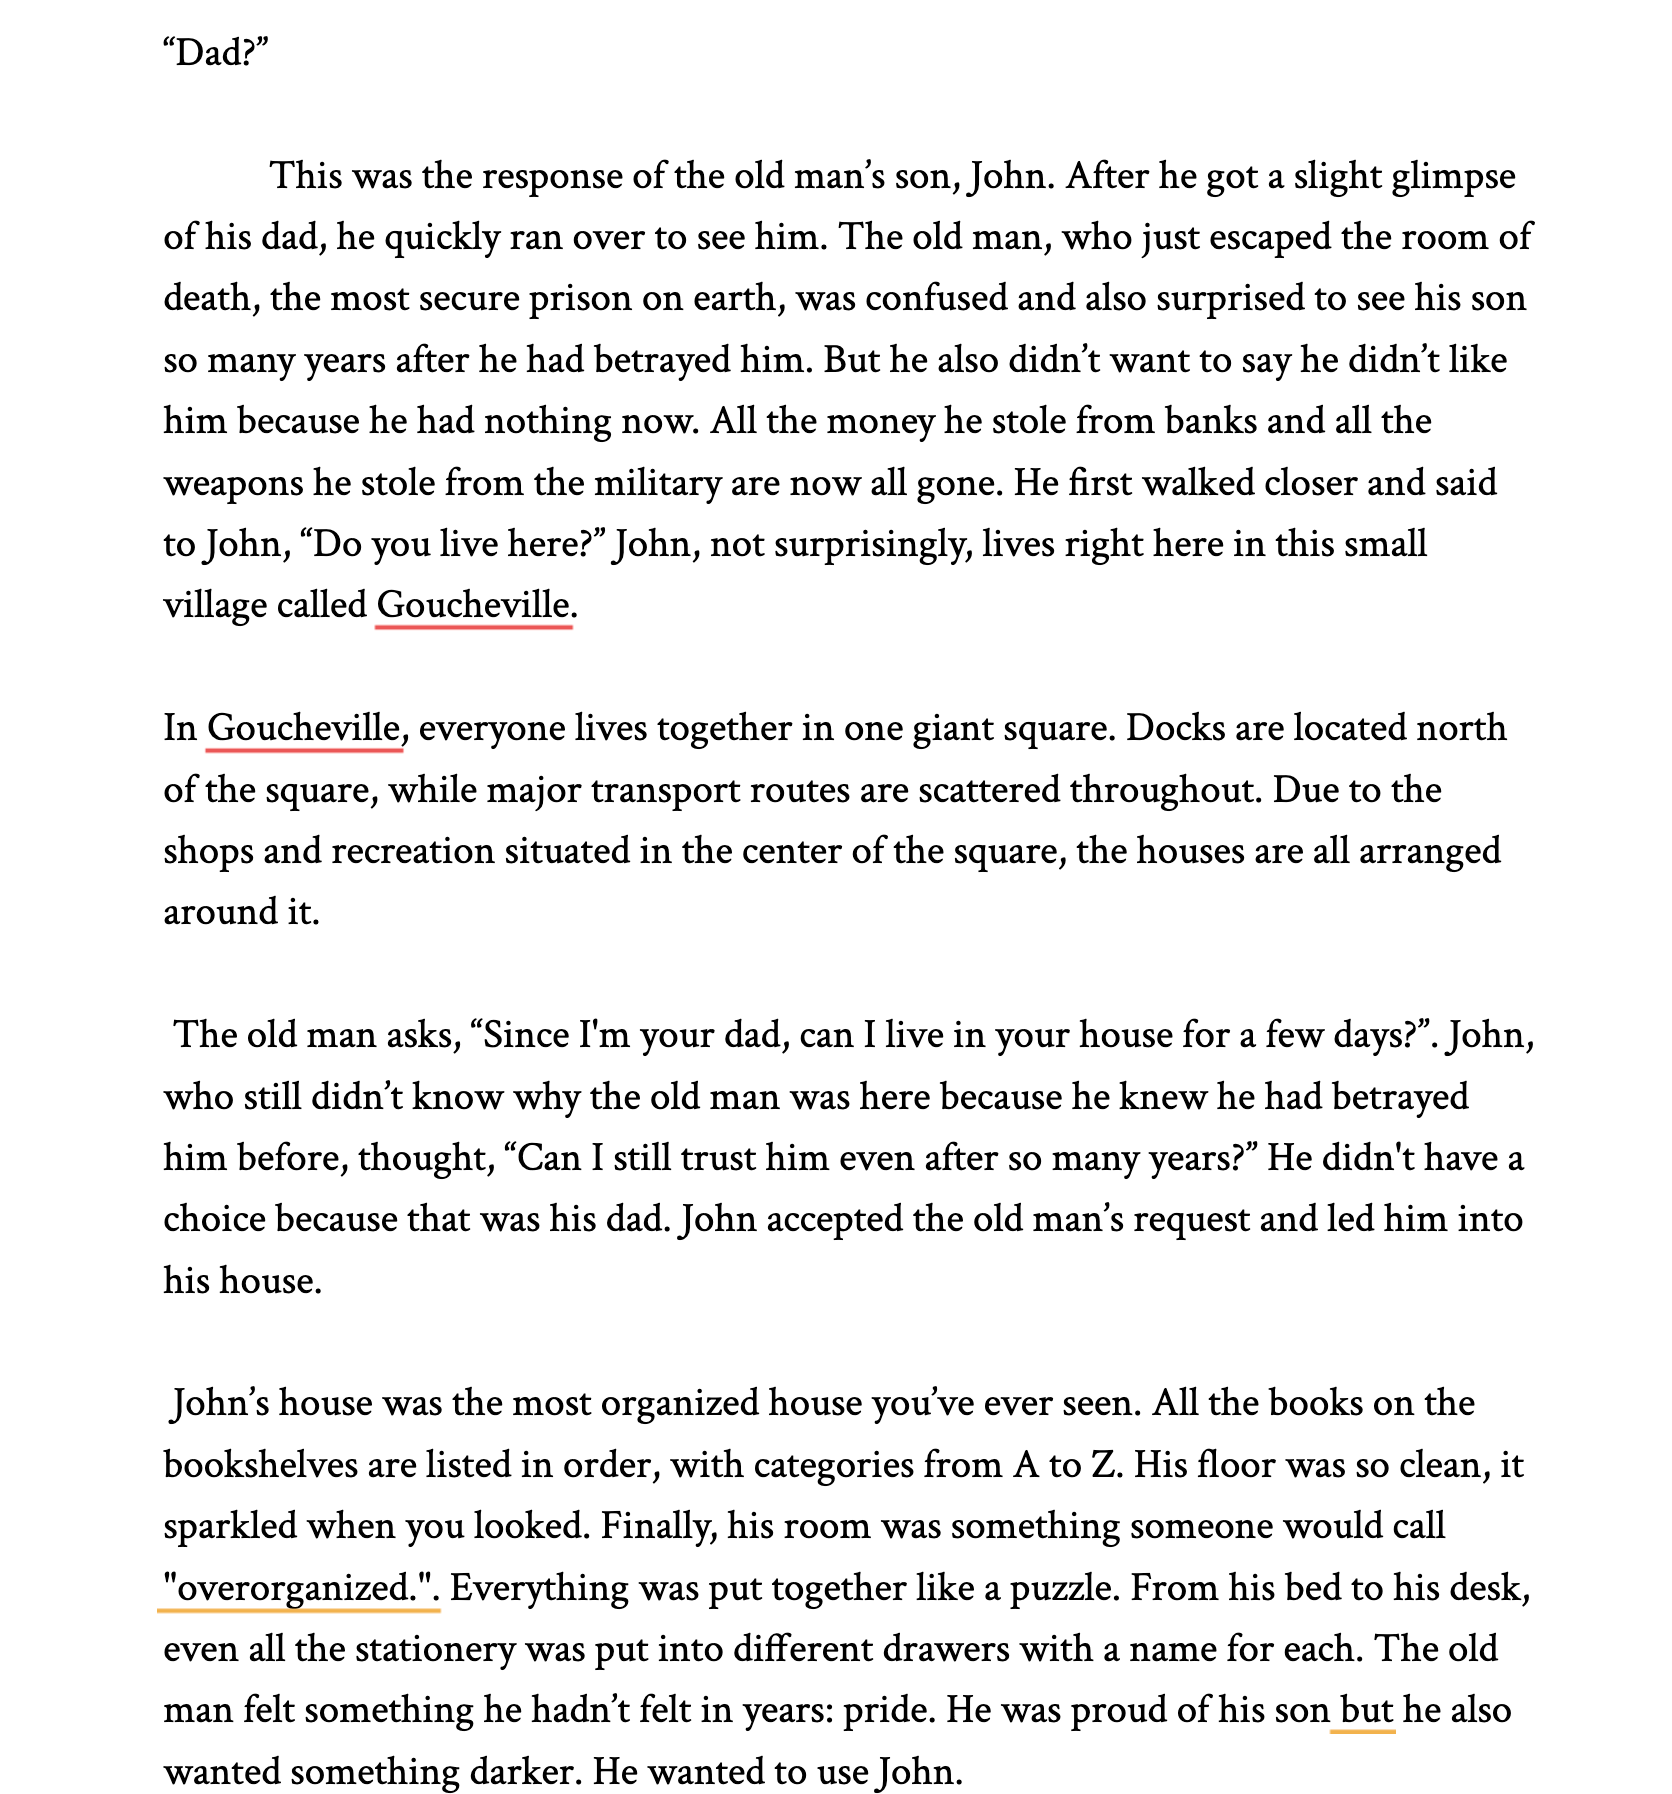 “Dad?”
This was the response of the old man’s son, John. After he got a slight glimpse
of his dad, he quickly ran over to see him. The old man, who just escaped the room of
death, the most secure prison on earth, was confused and also surprised to see his son
so many years after he had betrayed him. But he also didn’t want to say he didn’t like
him because he had nothing now. All the money he stole from banks and all the
weapons he stole from the military are now all gone. He first walked closer and said
to John, “Do you live here?” John, not surprisingly, lives right here in this small
village called Goucheville.
In Goucheville, everyone lives together in one giant square. Docks are located north
of the square, while major transport routes are scattered throughout. Due to the
shops and recreation situated in the center of the square, the houses are all arranged
around it.
The old man asks, “Since I'm your dad, can I live in your house for a few days?”. John,
who still didn’t know why the old man was here because he knew he had betrayed
him before, thought, “Can I still trust him even after so many years?” He didn't have a
choice because that was his dad. John accepted the old man’s request and led him into
his house.
John’s house was the most organized house you’ve ever seen. All the books on the
bookshelves are listed in order, with categories from A to Z. His floor was so clean, it
sparkled when you looked. Finally, his room was something someone would call
"overorganized.". Everything was put together like a puzzle. From his bed to his desk,
even all the stationery was put into different drawers with a name for each. The old
man felt something he hadn’t felt in years: pride. He was proud of his son but he also
wanted something darker. He wanted to use John.